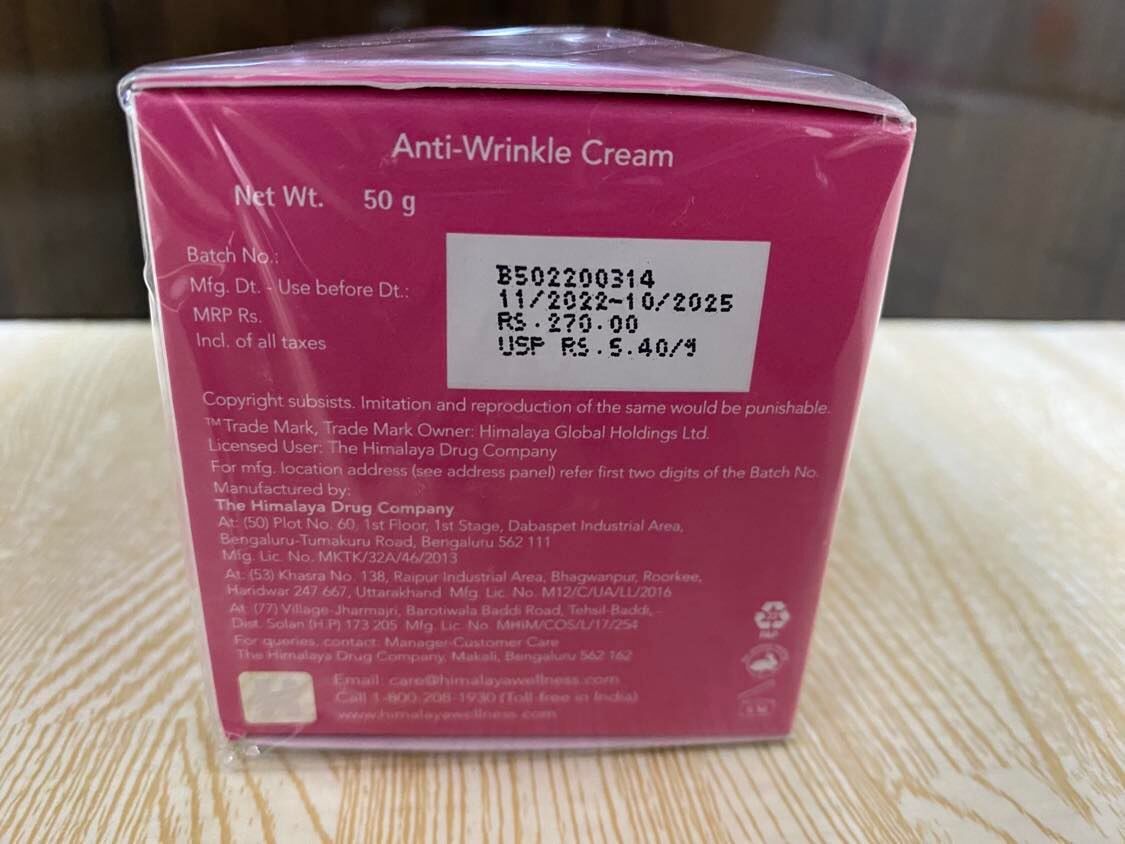 Anti-Wrinkle Cream
Net Wt. 50 g
Batch No.:
Mfg. Dt. - Use before Dt.:
MRP Rs.
Incl. of all taxes
B502200314
11/2022-10/2025
RS.270.00
USP RS.5.40/g
Copyright subsists. Imitation and reproduction of the same would be punishable.
™Trade Mark, Trade Mark Owner: Himalaya Global Holdings Ltd.
Licensed User: The Himalaya Drug Company
For mfg. location address (see address panel) refer first two digits of the Batch No.
Manufactured by:
The Himalaya Drug Company
At: (50) Plot No. 60, 1st Floor, 1st Stage, Dabaspet Industrial Area,
Bengaluru-Tumakuru Road, Bengaluru 562 111
Mfg. Lic. No. MKTK/32A/46/2013
At: (53) Khasra No. 138, Raipur Industrial Area, Bhagwanpur, Roorkee,
Haridwar 247 667, Uttarakhand Mfg. Lic. No. M12/C/UA/LL/2016
At: (77) Village-Jharmajri, Barotiwala Baddi Road, Tehsil-Baddi,
Dist. Solan (H.P) 173 205 Mfg. Lic. No. MHIM/COS/L/17/254
For queries, contact: Manager-Customer Care
The Himalaya Drug Company, Makali, Bengaluru 562 162
Email: care@himalayawellness.com
Call 1-800-208-1930 (Toll-free in India)
www.himalayawellness.com